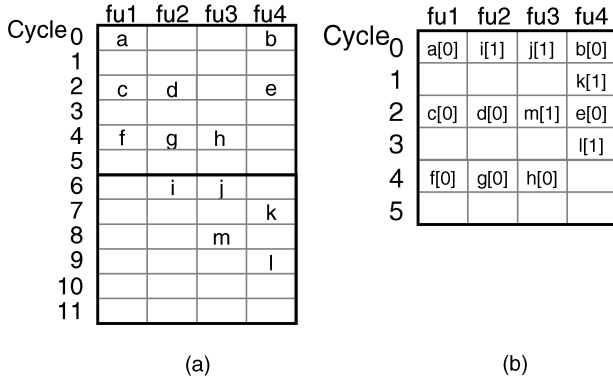 fu1 fu2 fu3 fu4
Cycle 0 a b
1
2 c d e
3
4 f g h
5
6 i j
7 k
8 m
9 l
10
11
(a)
fu1 fu2 fu3 fu4
Cycle 0 a[0] i[1] j[1] b[0]
1 k[1]
2 c[0] d[0] m[1] e[0]
3 l[1]
4 f[0] g[0] h[0]
5
(b)